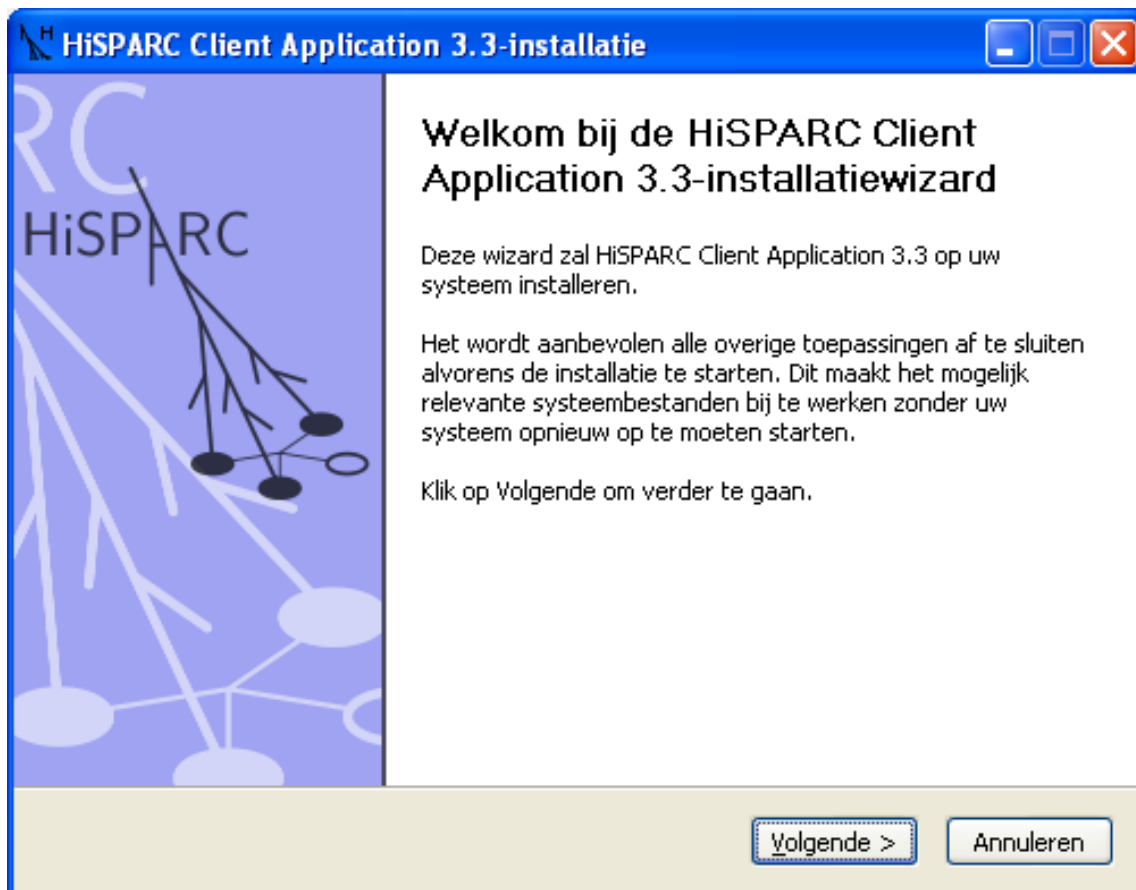 HiSPARC Client Application 3.3-installatie
RC
HiSPARC
Welkom bij de HiSPARC Client
Application 3.3-installatiewizard
Deze wizard zal HiSPARC Client Application 3.3 op uw
systeem installeren.
Het wordt aanbevolen alle overige toepassingen af te sluiten
alvorens de installatie te starten. Dit maakt het mogelijk
relevante systeembestanden bij te werken zonder uw
systeem opnieuw op te moeten starten.
Klik op Volgende om verder te gaan.
Volgende >
Annuleren